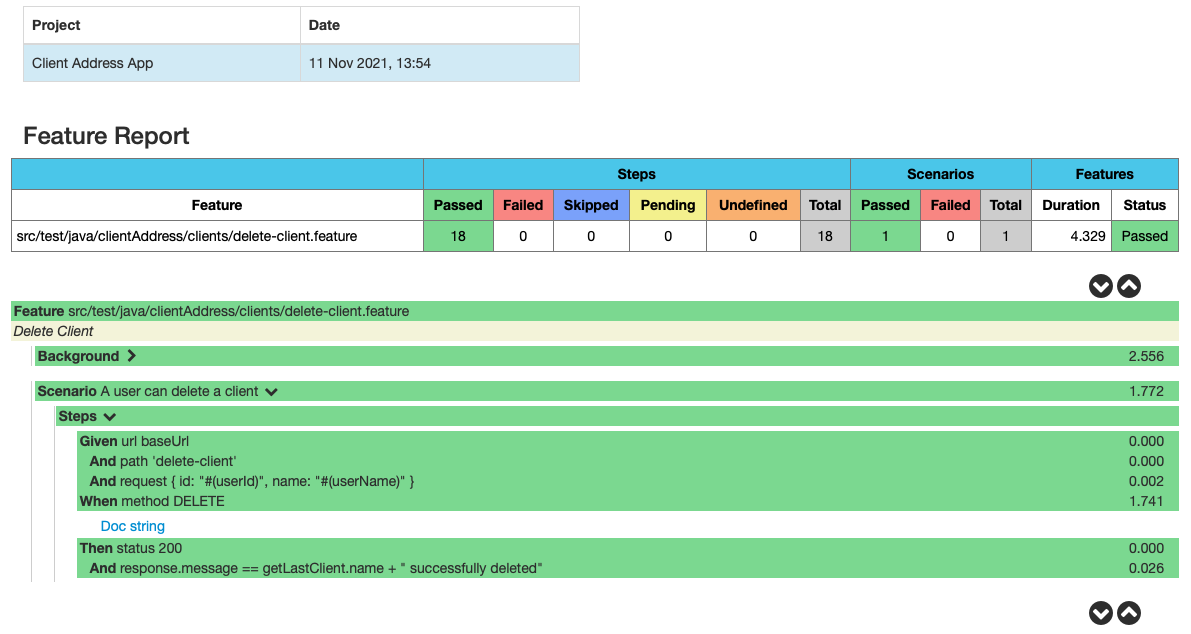 Project Date
Client Address App 11 Nov 2021, 13:54
Feature Report
Steps Scenarios Features
Feature Passed Failed Skipped Pending Undefined Total Passed Failed Total Duration Status
src/test/java/clientAddress/clients/delete-client.feature 18 0 0 0 0 18 1 0 1 4.329 Passed
Feature src/test/java/clientAddress/clients/delete-client.feature
Delete Client
Background 2.556
Scenario A user can delete a client 1.772
Steps
Given url baseUrl 0.000
And path 'delete-client' 0.000
And request { id: "#(userId)", name: "#(userName)" } 0.002
When method DELETE 1.741
Doc string
Then status 200 0.000
And response.message == getLastClient.name + " successfully deleted" 0.026